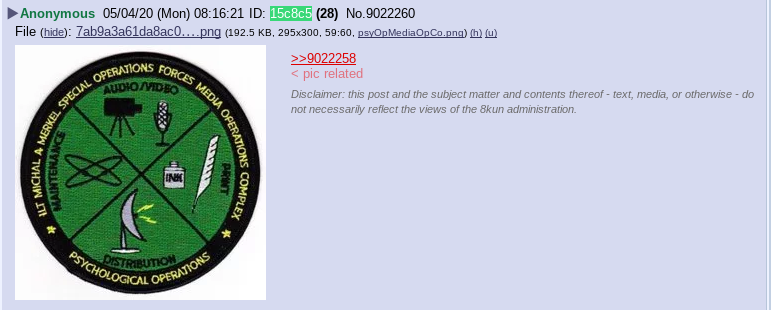 ▶Anonymous 05/04/20 (Mon) 08:16:21 ID: 15c8c5 (28) No.9022260
File (hide): 7ab9a3a61da8ac0….png (192.5 KB, 295x300, 59:60, psyOpMediaOpCo.png) (h) (u)
>>9022258
< pic related
Disclaimer: this post and the subject matter and contents thereof - text, media, or otherwise - do
not necessarily reflect the views of the 8kun administration.
1LT MICHAL A. MERKEL SPECIAL OPERATIONS FORCES MEDIA OPERATIONS COMPLEX
AUDIO/VIDEO
MAINTENANCE
PRINT
INK
DISTRIBUTION
PSYCHOLOGICAL OPERATIONS